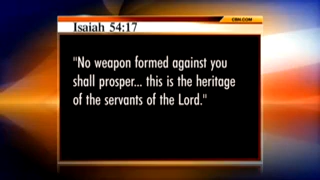 CBN.COM
Isaiah 54:17
"No weapon formed against you
shall prosper... this is the heritage
of the servants of the Lord."